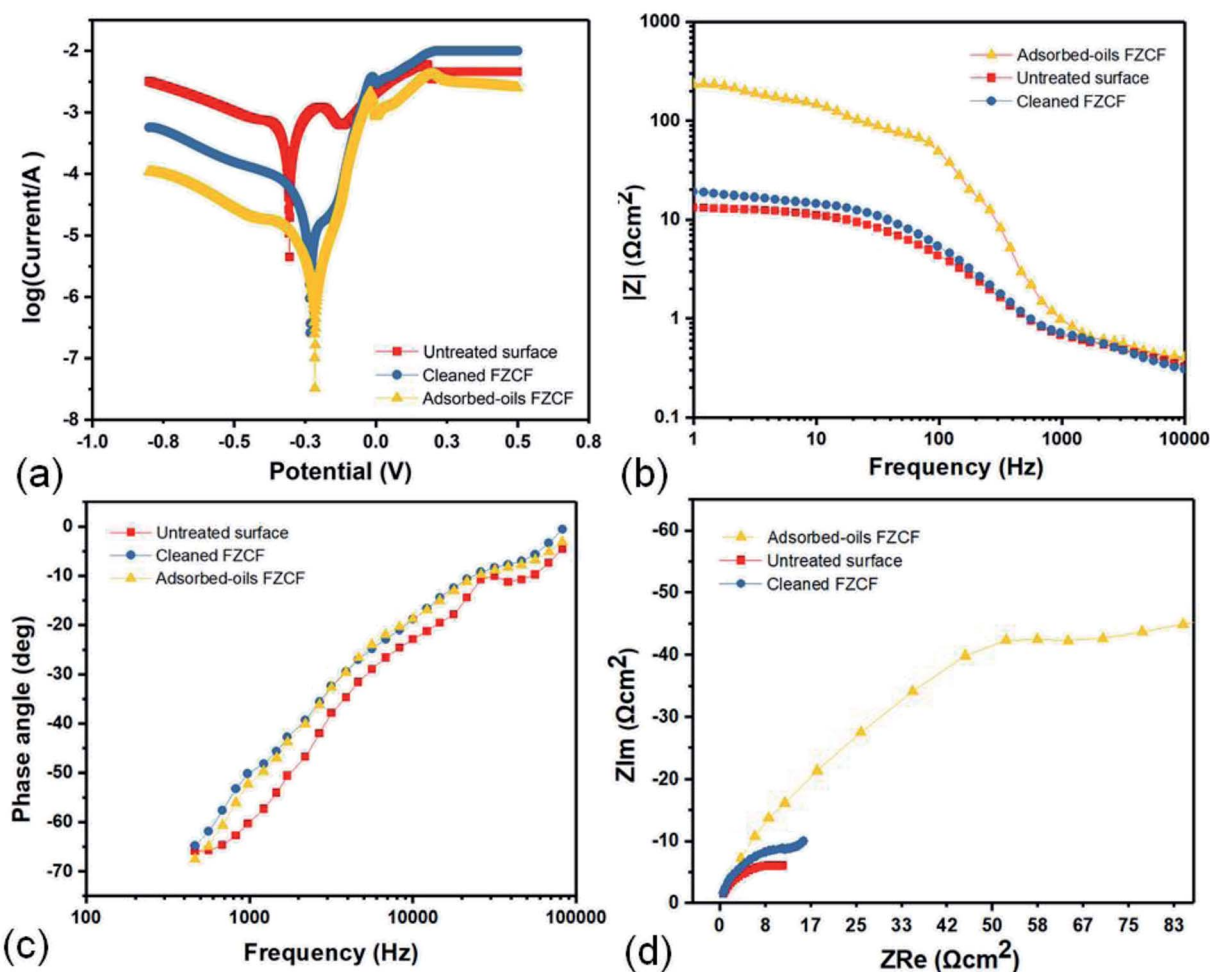 -2
-3
-4
-5
-6
-7
-8
log(Current/A )
Untreated surface
Cleaned FZCF
Adsorbed-oils FZCF
-1.0 -0.8 -0.5 -0.3 0.0 0.3 0.5 0.8
Potential (V)
(a)
1000
100
10
1
0.1
|Z| (Ωcm²)
Adsorbed-oils FZCF
Untreated surface
Cleaned FZCF
1 10 100 1000 10000
Frequency (Hz)
(b)
0
-10
-20
-30
-40
-50
-60
-70
Phase angle (deg)
Untreated surface
Cleaned FZCF
Adsorbed-oils FZCF
100 1000 10000 100000
Frequency (Hz)
(c)
-60
-50
-40
-30
-20
-10
0
ZIm (Ωcm²)
Adsorbed-oils FZCF
Untreated surface
Cleaned FZCF
0 8 17 25 33 42 50 58 67 75 83
ZRe (Ωcm²)
(d)